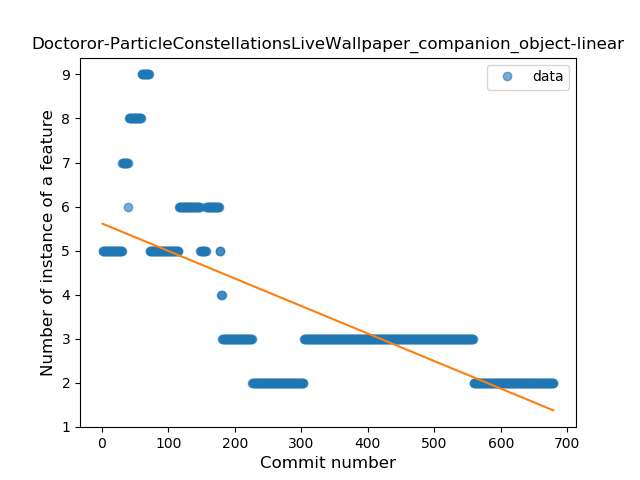 Doctoror-ParticleConstellationsLiveWallpaper_companion_object-linear
data
Number of instance of a feature
9
8
7
6
5
4
3
2
1
0 100 200 300 400 500 600 700
Commit number